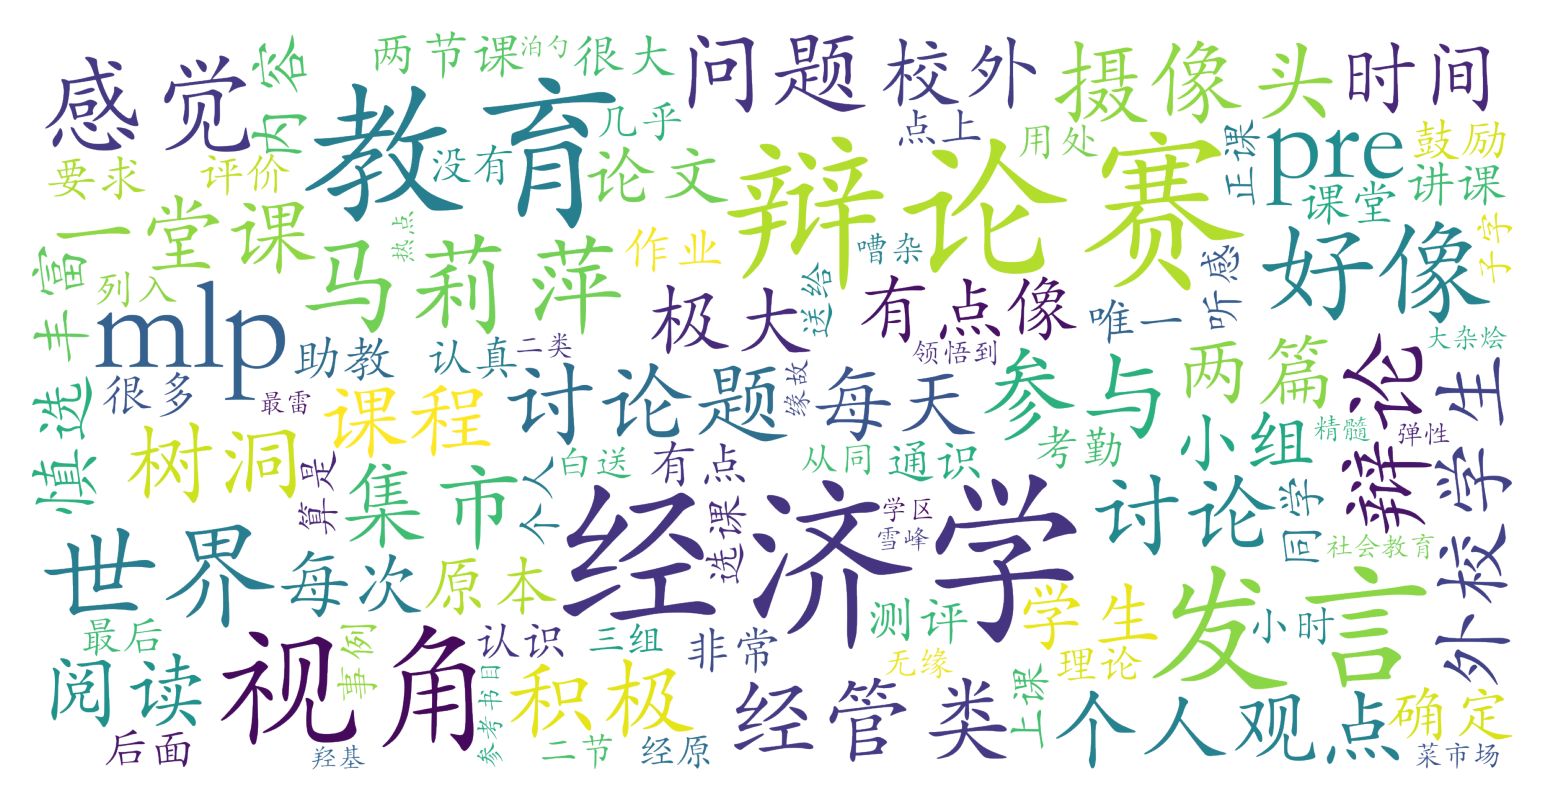 感觉
内容
两节课
泊勺
很大
问题
校外
摄像头
时间
教育
几乎
点上
用处
正课
pre
鼓励
要求
评价
没有
论文
辩论赛
课堂
讲课
丰富
一堂课
热点
马莉萍
作业
嘈杂
送给
听感
好像
于字
列入
mlp
极大
有点像
唯一
助教
认真
二类
领悟到
大杂烩
慎选
很多
最雷
课程
讨论题
缘故
每天
参与
两篇
辩论
外校学生
树洞
算是
集市
个人
白送
有点
从同
通识
考勤
小组
精髓
弹性
世界
每次
原本
经济学
选课
学区
雪峰
讨论
同学
社会教育
最后
事例
认识
三组
非常
测评
学生
发言
小时
阅读
视角
参考书目
积极
无缘
理论
后面
羟基
二节
经原
经管类
上课
个人观点
确定
菜市场